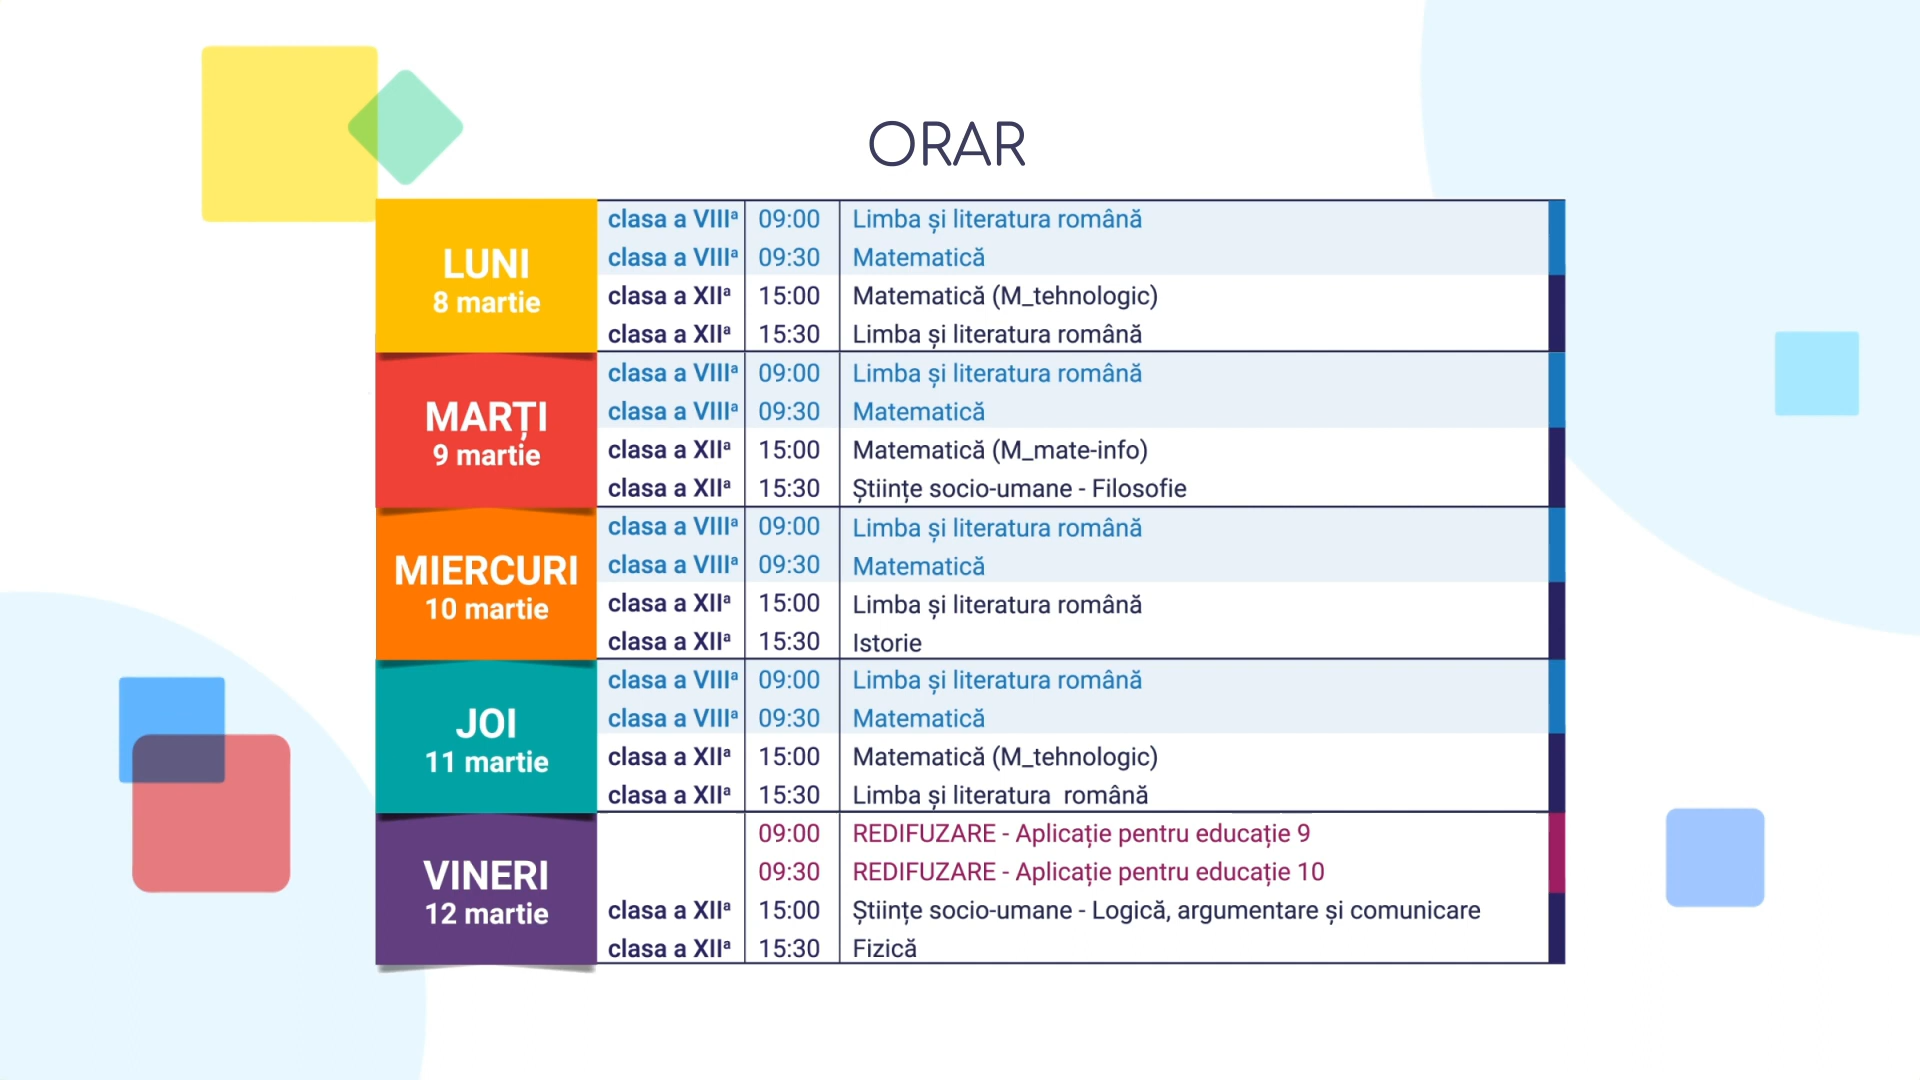 ORAR
LUNI
8 martie
clasa a VIIIª 09:00 Limba și literatura română
clasa a VIIIª 09:30 Matematică
clasa a XIIª 15:00 Matematică (M_tehnologic)
clasa a XIIª 15:30 Limba și literatura română
MARȚI
9 martie
clasa a VIIIª 09:00 Limba și literatura română
clasa a VIIIª 09:30 Matematică
clasa a XIIª 15:00 Matematică (M_mate-info)
clasa a XIIª 15:30 Științe socio-umane - Filosofie
MIERCURI
10 martie
clasa a VIIIª 09:00 Limba și literatura română
clasa a VIIIª 09:30 Matematică
clasa a XIIª 15:00 Limba și literatura română
clasa a XIIª 15:30 Istorie
JOI
11 martie
clasa a VIIIª 09:00 Limba și literatura română
clasa a VIIIª 09:30 Matematică
clasa a XIIª 15:00 Matematică (M_tehnologic)
clasa a XIIª 15:30 Limba și literatura română
VINERI
12 martie
09:00 REDIFUZARE - Aplicație pentru educație 9
09:30 REDIFUZARE - Aplicație pentru educație 10
clasa a XIIª 15:00 Științe socio-umane - Logică, argumentare și comunicare
clasa a XIIª 15:30 Fizică